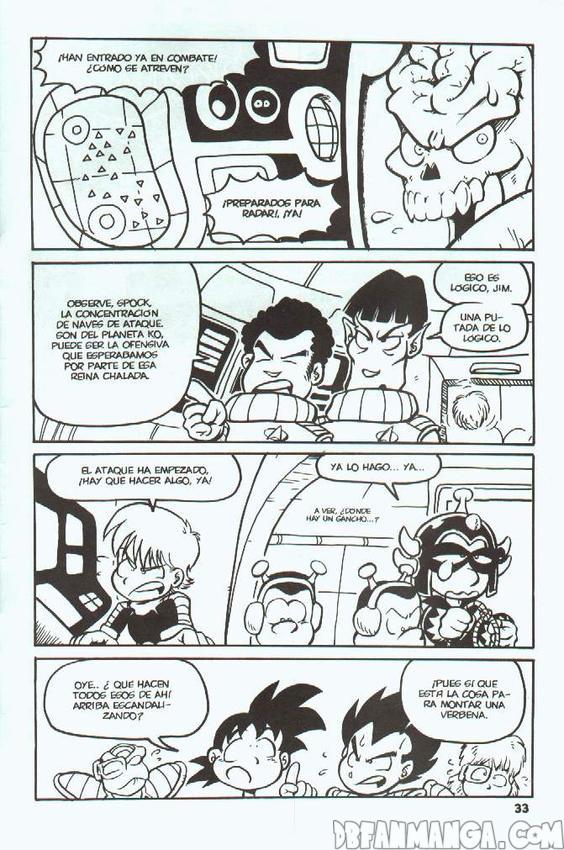 ¡HAN ENTRADO YA EN COMBATE!
¿CÓMO SE ATREVEN?
¡PREPARADOS PARA
RADAR!, ¡YA!
OBSERVE, SPOCK,
LA CONCENTRACIÓN
DE NAVES DE ATAQUE.
SON DEL PLANETA KO,
PUEDE SER LA OFENSIVA
QUE ESPERÁBAMOS
POR PARTE DE ESA
REINA CHALADA.
ESO ES
LÓGICO, JIM.
UNA PU-
TADA DE LO
LÓGICO.
EL ATAQUE HA EMPEZADO,
¡HAY QUE HACER ALGO, YA!
YA LO HAGO... YA...
A VER, ¿DONDE
HAY UN GANCHO...?
OYE.. ¿ QUE HACEN
TODOS ESOS DE AHÍ
ARRIBA ESCANDALI-
ZANDO?
¡PUES SÍ QUE
ESTÁ LA COSA PA-
RA MONTAR UNA
VERBENA.
33
DBFANMANGA.COM